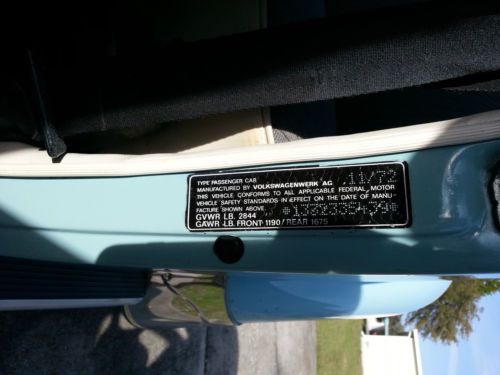 TYPE PASSENGER CAR 11/72
MANUFACTURED BY VOLKSWAGENWERK AG
THIS VEHICLE CONFORMS TO ALL APPLICABLE FEDERAL MOTOR
VEHICLE SAFETY STANDARDS IN EFFECT ON THE DATE OF MANU-
FACTURE SHOWN ABOVE.
GVWR LB. 2844
GAWR LB. FRONT 1190/REAR 1675